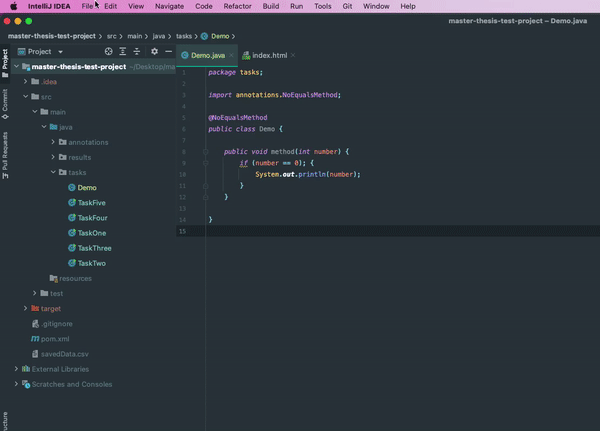 IntelliJ IDEA File Edit View Navigate Code Refactor Build Run Tools Git Window Help
master-thesis-test-project – Demo.java
master-thesis-test-project src main java tasks Demo
Project
Demo.java
index.html
Project
Commit
Pull Requests
master-thesis-test-project ~/Desktop/ma
.idea
src
main
java
annotations
results
tasks
Demo
TaskFive
TaskFour
TaskOne
TaskThree
TaskTwo
resources
test
target
.gitignore
pom.xml
savedData.csv
External Libraries
Scratches and Consoles
1 package tasks;
2
3 import annotations.NoEqualsMethod;
4
5 @NoEqualsMethod
6 public class Demo {
7
8 public void method(int number) {
9 if (number == 0); {
10 System.out.println(number);
11 }
12 }
13
14 }
15